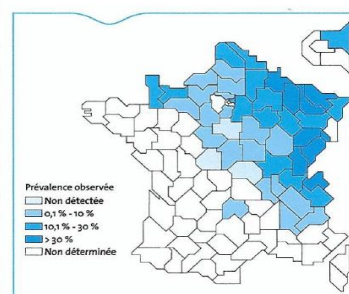 Prévalence observée
Non détectée
0,1 % - 10 %
10,1 % - 30 %
> 30 %
Non déterminée